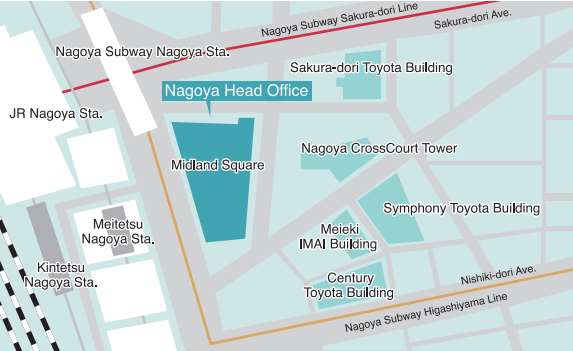 Nagoya Subway Sakura-dori Line
Sakura-dori Ave.
Nagoya Subway Nagoya Sta.
Sakura-dori Toyota Building
Nagoya Head Office
JR Nagoya Sta.
Nagoya CrossCourt Tower
Midland Square
Symphony Toyota Building
Meitetsu
Nagoya Sta.
Meieki
IMAI Building
Kintetsu
Nagoya Sta.
Century
Toyota Building
Nishiki-dori Ave.
Nagoya Subway Higashiyama Line